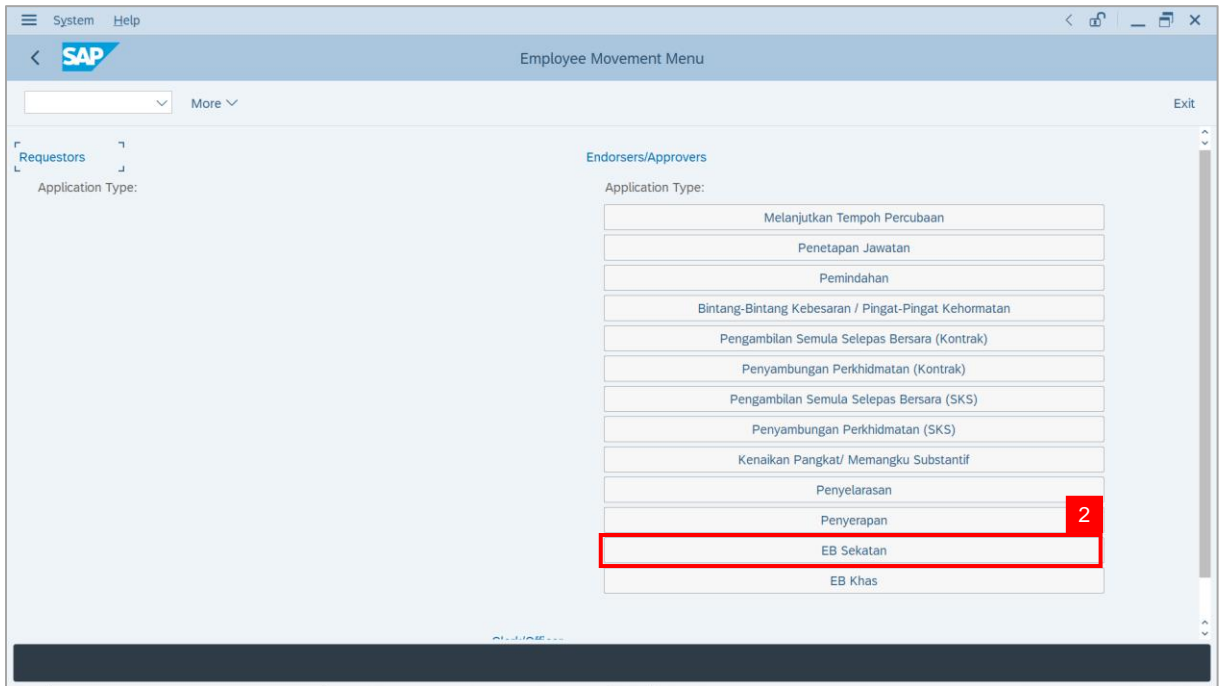 System Help
SAP
Employee Movement Menu
More
Exit
Requestors
Application Type:
Endorsers/Approvers
Application Type:
Melanjutkan Tempoh Percubaan
Penetapan Jawatan
Pemindahan
Bintang-Bintang Kebesaran / Pingat-Pingat Kehormatan
Pengambilan Semula Selepas Bersara (Kontrak)
Penyambungan Perkhidmatan (Kontrak)
Pengambilan Semula Selepas Bersara (SKS)
Penyambungan Perkhidmatan (SKS)
Kenaikan Pangkat/ Memangku Substantif
Penyelarasan
Penyerapan
2
EB Sekatan
EB Khas